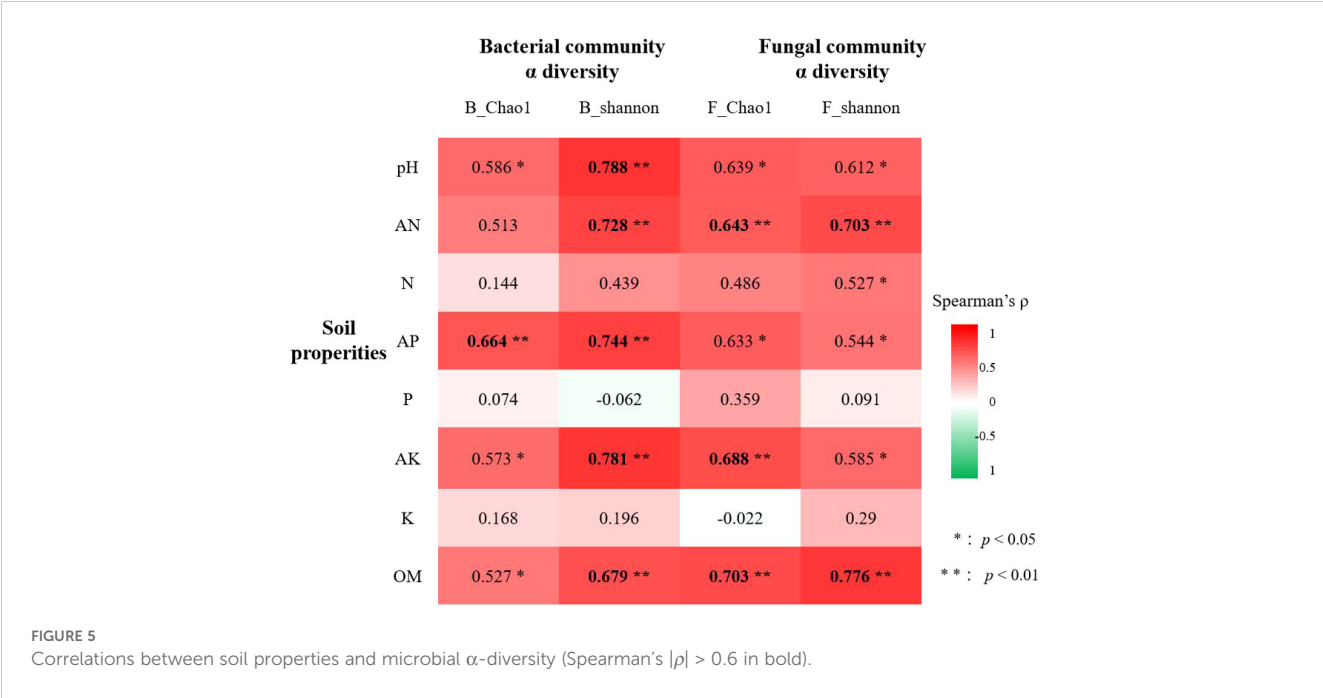 Bacterial community
α diversity
Fungal community
α diversity
B_Chao1 B_shannon F_Chao1 F_shannon
pH 0.586 * 0.788 ** 0.639 * 0.612 *
AN 0.513 0.728 ** 0.643 ** 0.703 **
N 0.144 0.439 0.486 0.527 *
Soil
properities
AP 0.664 ** 0.744 ** 0.633 * 0.544 *
P 0.074 -0.062 0.359 0.091
AK 0.573 * 0.781 ** 0.688 ** 0.585 *
K 0.168 0.196 -0.022 0.29
OM 0.527 * 0.679 ** 0.703 ** 0.776 **
Spearman's ρ
1
0.5
0
-0.5
1
* : p < 0.05
* * : p < 0.01
FIGURE 5
Correlations between soil properties and microbial α-diversity (Spearman's |ρ| > 0.6 in bold).